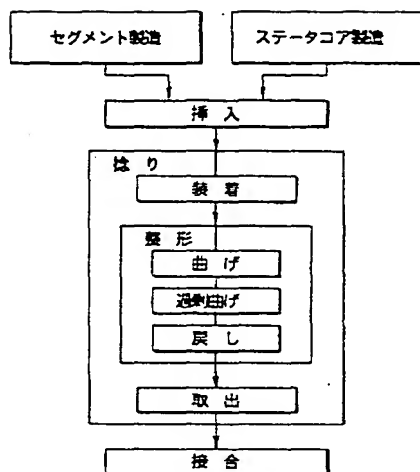 セグメント製造
ステータコア製造
挿入
捻り
装着
整形
曲げ
過剰曲げ
戻し
取出
接合